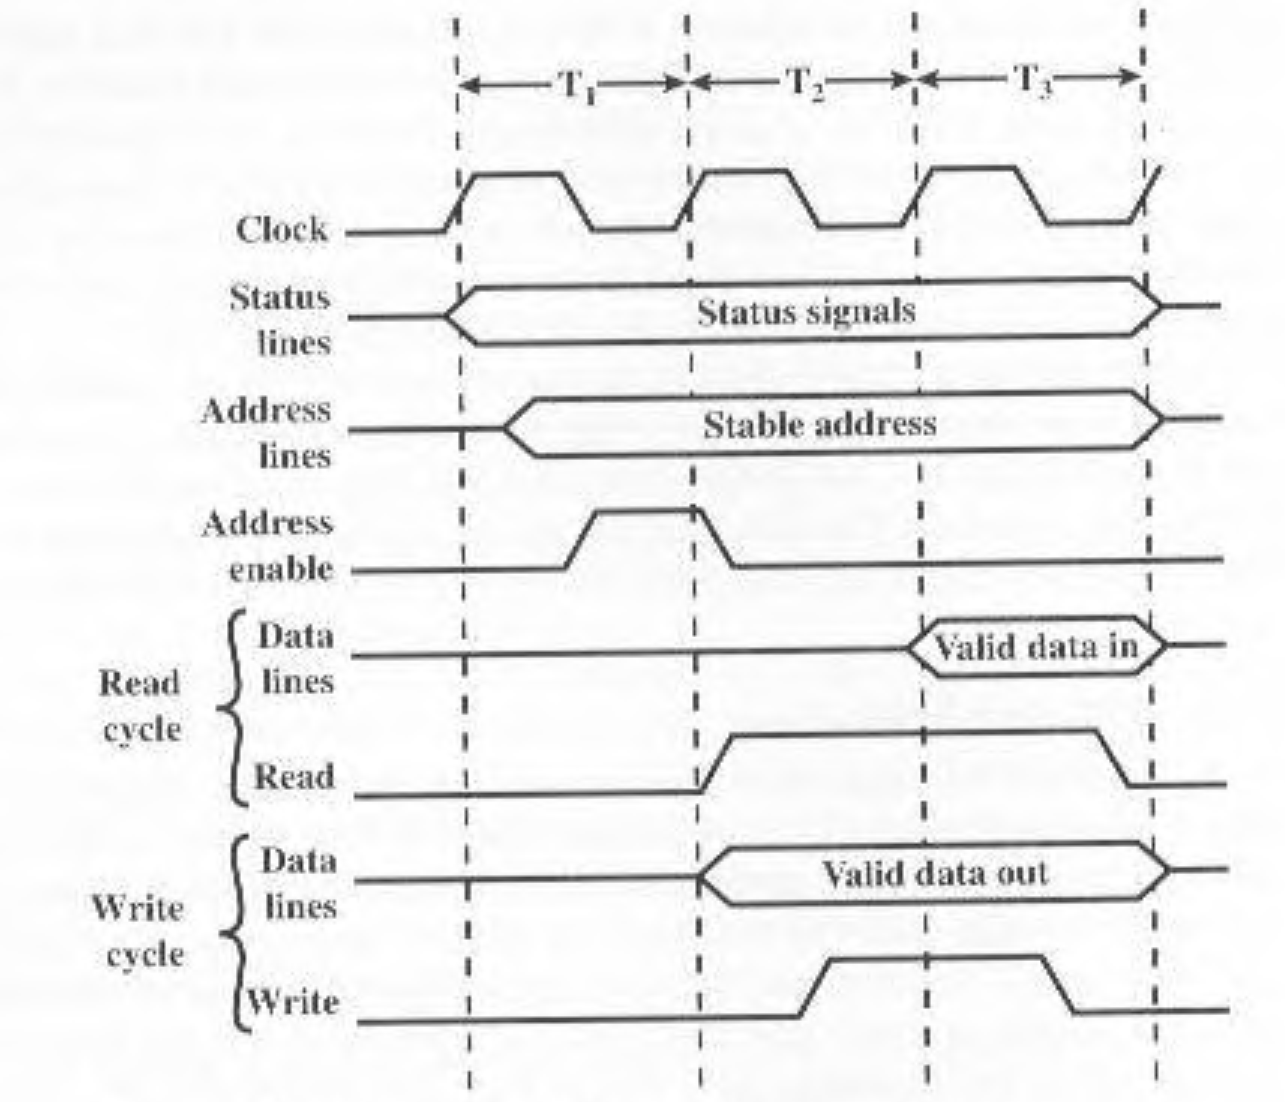 T1 T2 T3
Clock
Status
lines
Status signals
Address
lines
Stable address
Address
enable
Read
cycle
Data
lines
Valid data in
Read
Write
cycle
Data
lines
Valid data out
Write